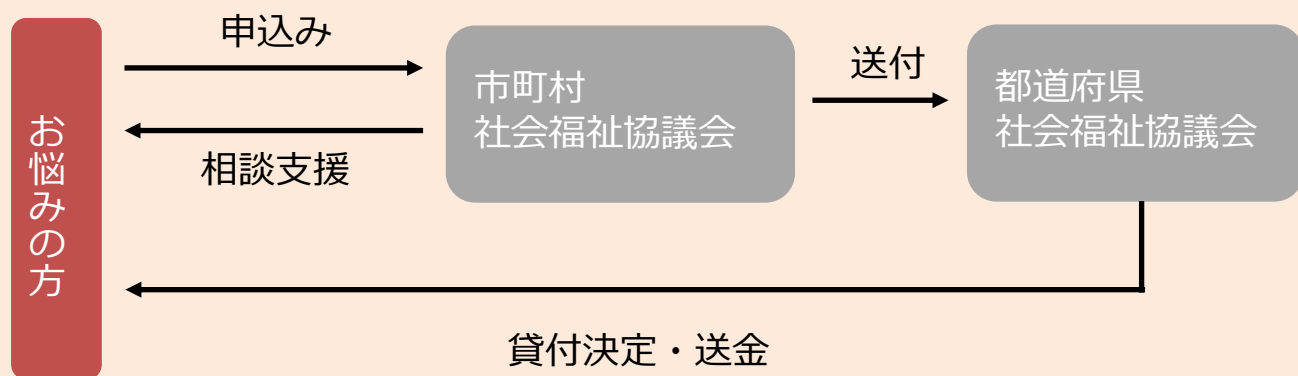 お悩みの方
申込み
相談支援
市町村
社会福祉協議会
送付
都道府県
社会福祉協議会
貸付決定・送金